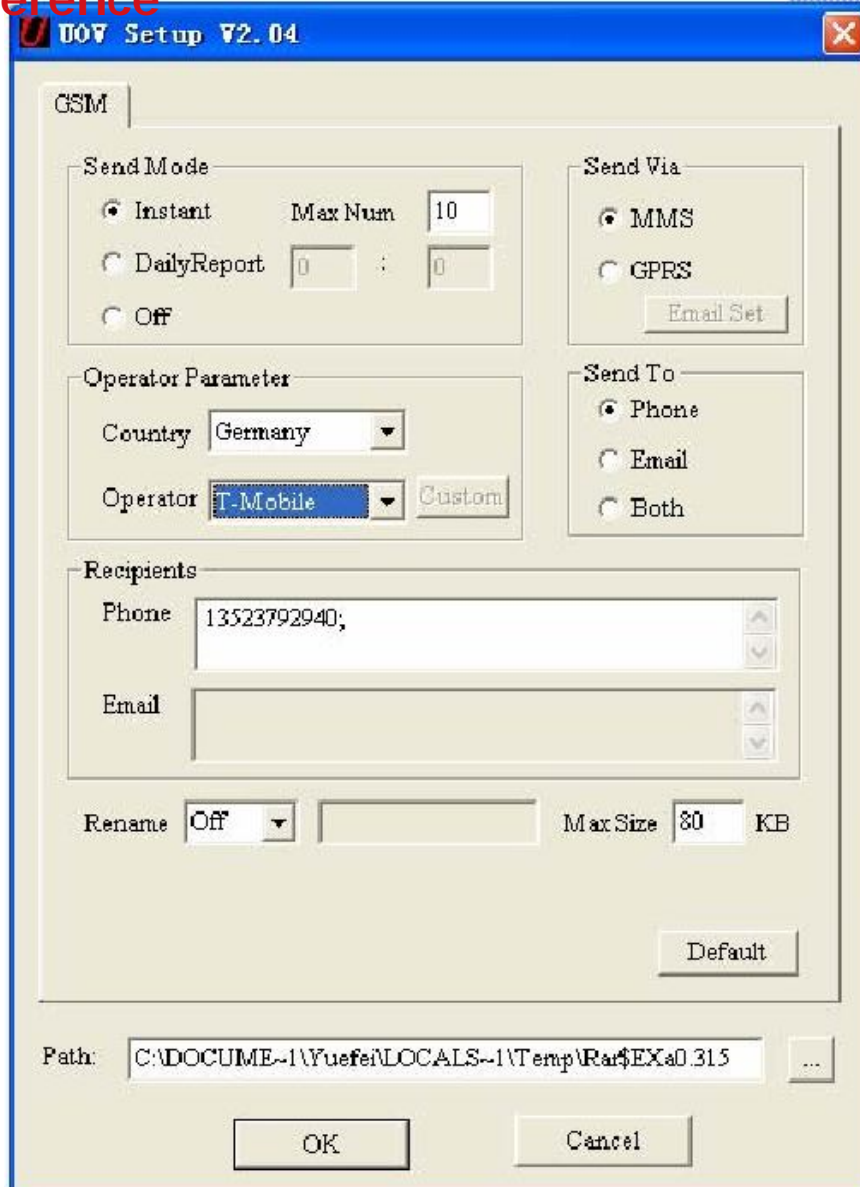 UOV Setup V2.04
GSM
Send Mode
Instant Max Num 10
DailyReport 0 : 0
Off
Send Via
MMS
GPRS
Email Set
Operator Parameter
Country Germany
Operator T-Mobile Custom
Send To
Phone
Email
Both
Recipients
Phone 13523792940;
Email
Rename Off Max Size 80 KB
Default
Path: C:\DOCUME~1\Yuefei\LOCALS~1\Temp\Rar$EXa0.315 ...
OK Cancel